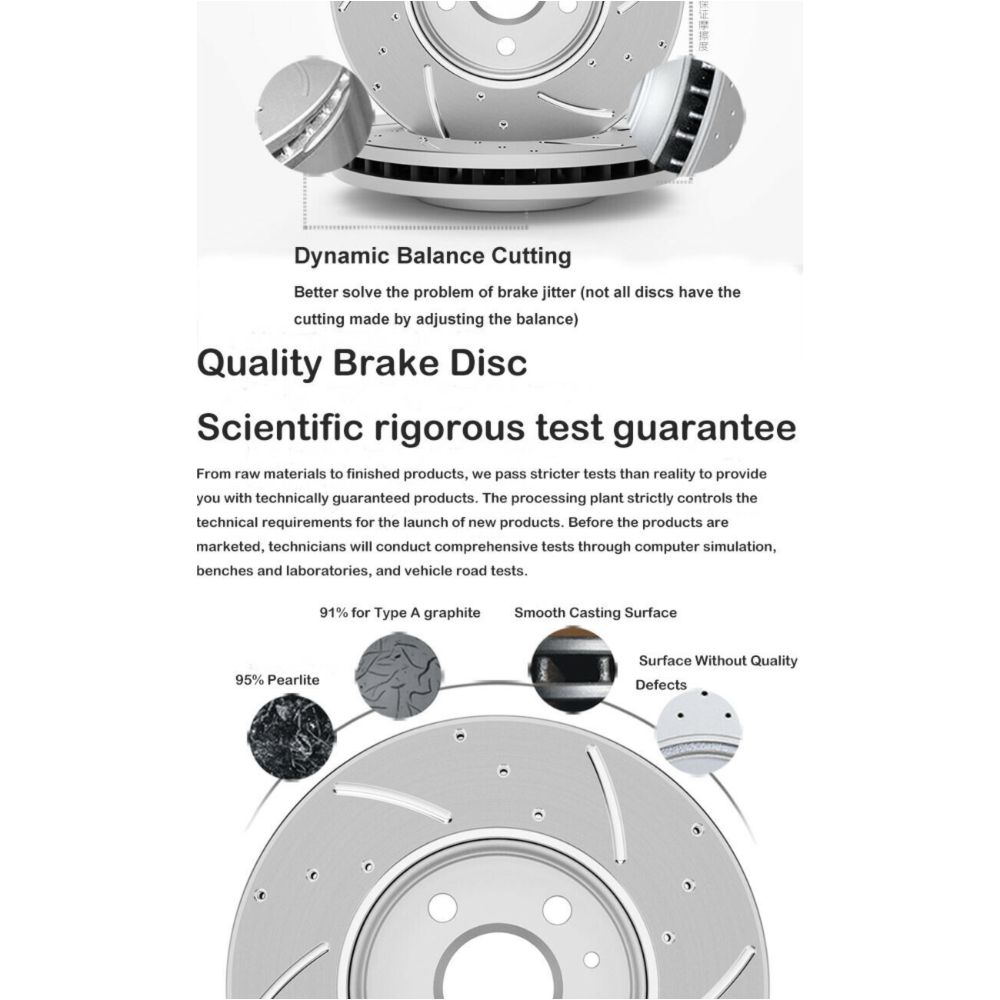 保证摩擦度
Dynamic Balance Cutting
Better solve the problem of brake jitter (not all discs have the
cutting made by adjusting the balance)
Quality Brake Disc
Scientific rigorous test guarantee
From raw materials to finished products, we pass stricter tests than reality to provide
you with technically guaranteed products. The processing plant strictly controls the
technical requirements for the launch of new products. Before the products are
marketed, technicians will conduct comprehensive tests through computer simulation,
benches and laboratories, and vehicle road tests.
91% for Type A graphite
Smooth Casting Surface
95% Pearlite
Surface Without Quality
Defects